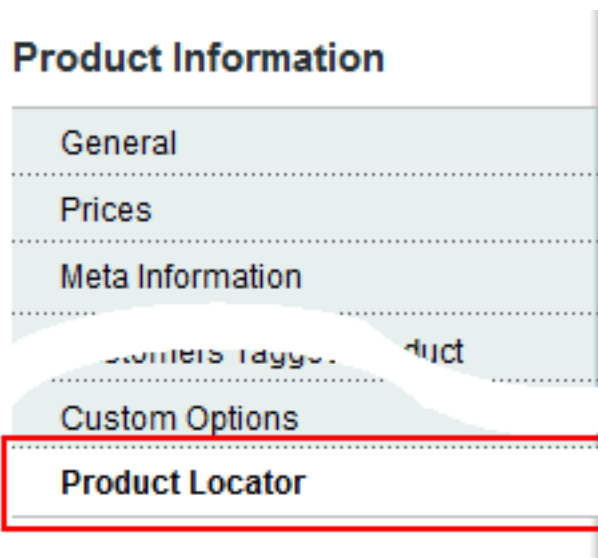 Product Information
General
Prices
Meta Information
Custom Options
Product Locator